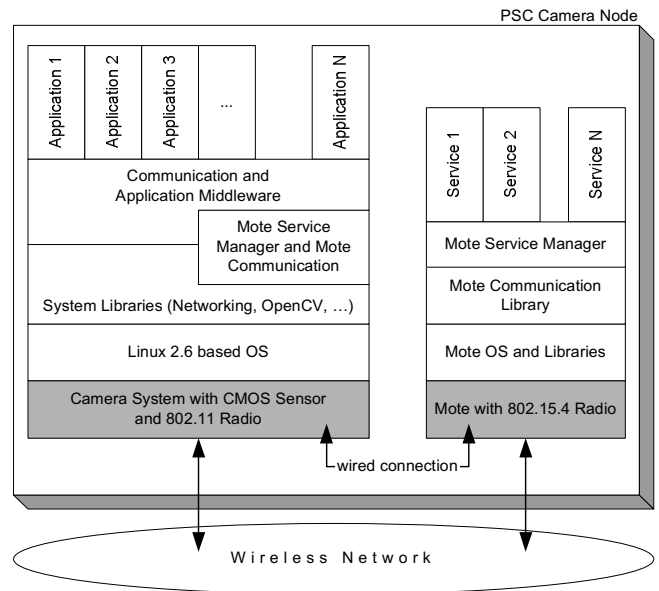 PSC Camera Node
Application 1
Application 2
Application 3
...
Application N
Communication and
Application Middleware
Mote Service
Manager and Mote
Communication
System Libraries (Networking, OpenCV, …)
Linux 2.6 based OS
Camera System with CMOS Sensor
and 802.11 Radio
Service 1
Service 2
Service N
Mote Service Manager
Mote Communication
Library
Mote OS and Libraries
Mote with 802.15.4 Radio
wired connection
Wireless Network